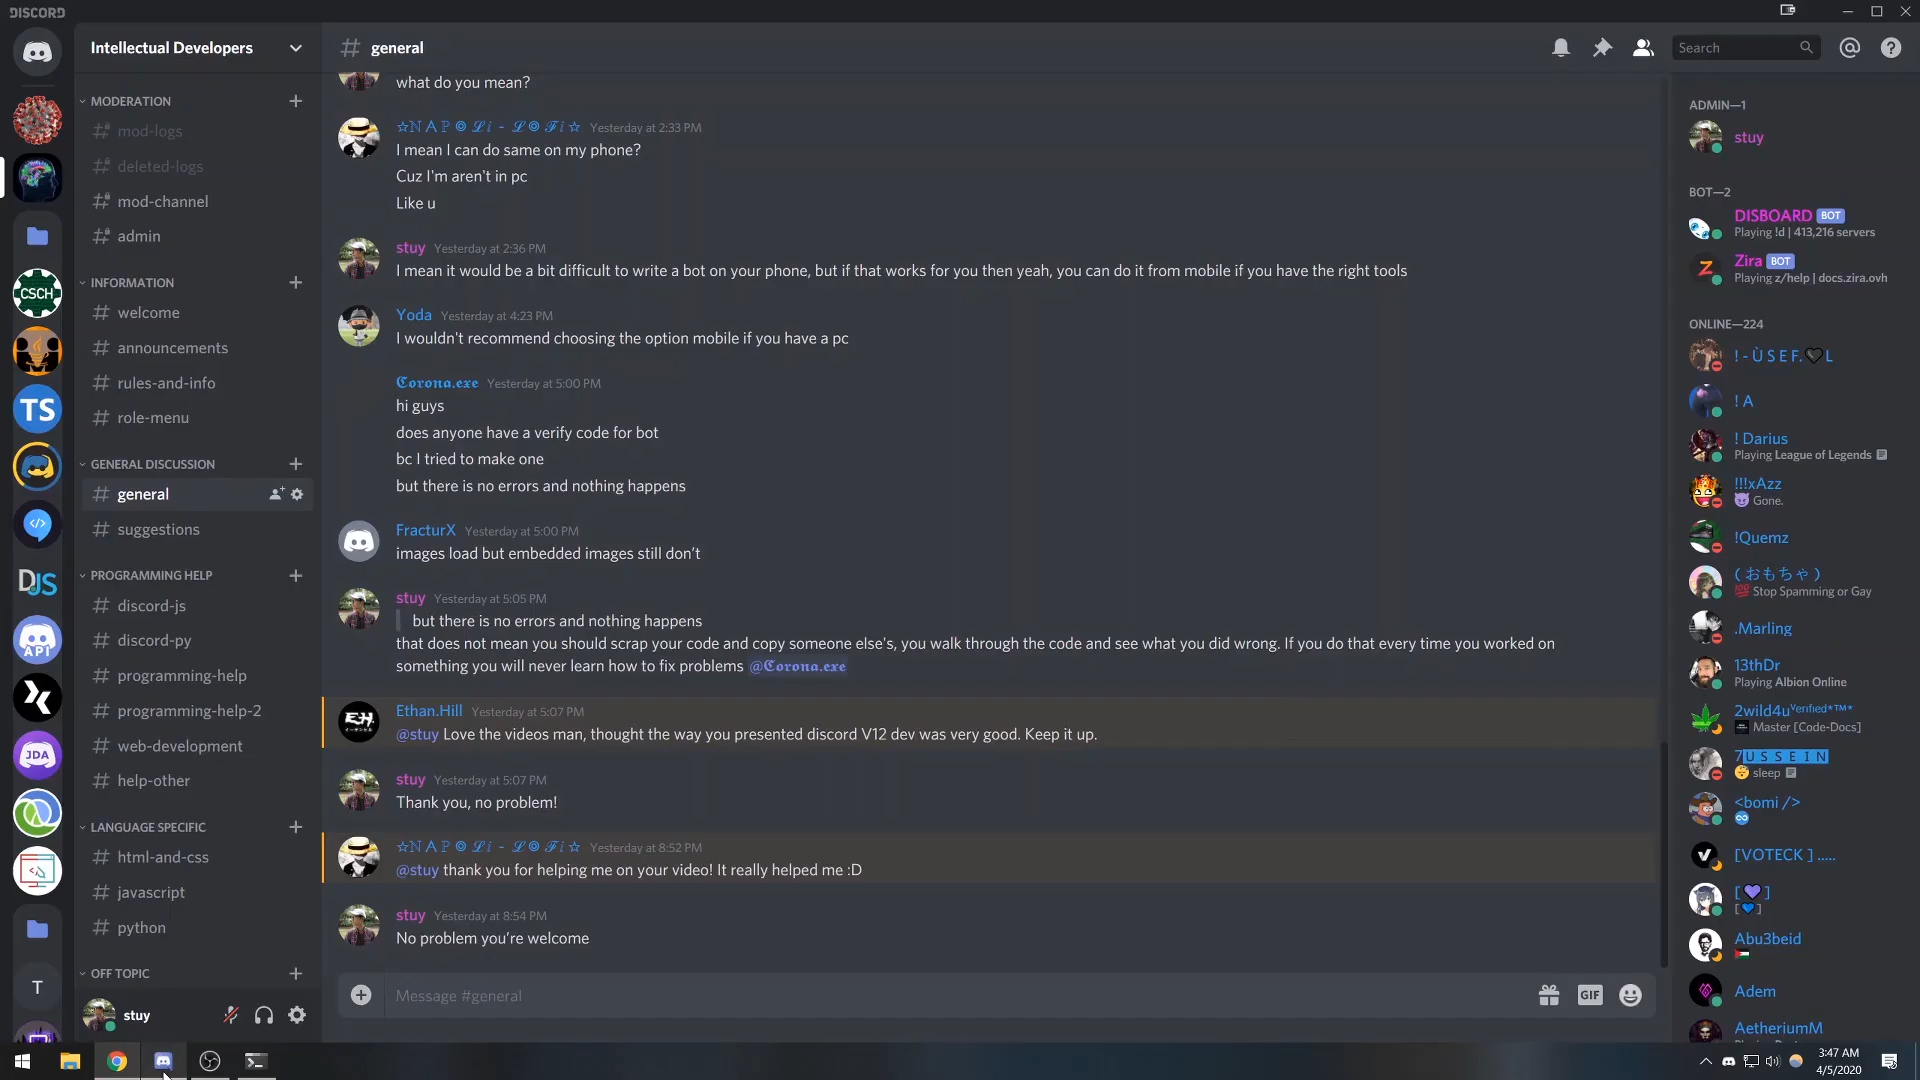 DISCORD
Intellectual Developers
MODERATION
mod-logs
deleted-logs
mod-channel
admin
INFORMATION
welcome
announcements
rules-and-info
role-menu
GENERAL DISCUSSION
general
suggestions
PROGRAMMING HELP
discord-js
discord-py
programming-help
programming-help-2
web-development
help-other
LANGUAGE SPECIFIC
html-and-css
javascript
python
OFF TOPIC
stuy
CSCH
TS
DJS
API
JDA
T
# general
Search
what do you mean?
☆ℕ𝔸ℙ⊚ℒ𝒾 - ℒ⊚ℱ𝒾☆ Yesterday at 2:33 PM
I mean I can do same on my phone?
Cuz I'm aren't in pc
Like u
stuy Yesterday at 2:36 PM
I mean it would be a bit difficult to write a bot on your phone, but if that works for you then yeah, you can do it from mobile if you have the right tools
Yoda Yesterday at 4:23 PM
I wouldn't recommend choosing the option mobile if you have a pc
𝕮𝖔𝖗𝖔𝖓𝖆.𝖊𝖝𝖊 Yesterday at 5:00 PM
hi guys
does anyone have a verify code for bot
bc I tried to make one
but there is no errors and nothing happens
FracturX Yesterday at 5:00 PM
images load but embedded images still don’t
stuy Yesterday at 5:05 PM
but there is no errors and nothing happens
that does not mean you should scrap your code and copy someone else's, you walk through the code and see what you did wrong. If you do that every time you worked on
something you will never learn how to fix problems @𝕮𝖔𝖗𝖔𝖓𝖆.𝖊𝖝𝖊
E.H.
Ethan.Hill Yesterday at 5:07 PM
@stuy Love the videos man, thought the way you presented discord V12 dev was very good. Keep it up.
stuy Yesterday at 5:07 PM
Thank you, no problem!
☆ℕ𝔸ℙ⊚ℒ𝒾 - ℒ⊚ℱ𝒾☆ Yesterday at 8:52 PM
@stuy thank you for helping me on your video! It really helped me :D
stuy Yesterday at 8:54 PM
No problem you’re welcome
Message #general
GIF
ADMIN—1
stuy
BOT—2
DISBOARD BOT
Playing !d | 413,216 servers
Zira BOT
Playing z/help | docs.zira.ovh
ONLINE—224
! - Ù S E F. 🖤 L
! A
! Darius
Playing League of Legends
!!!xAzz
😈 Gone.
!Quemz
( おもちゃ )
💯 Stop Spamming or Gay
.Marling
13thDr
Playing Albion Online
2wild4uⱽᵉʳᶦᶠᶦᵉᵈ*™*
Master [Code-Docs]
7🆄🆂🆂🅴🅸🅽
😴 sleep
<bomi />
♾
[VOTECK ] .....
[ 💜 ]
[ 💙 ]
Abu3beid
🇵🇸
Adem
AetheriumM
3:47 AM
4/5/2020